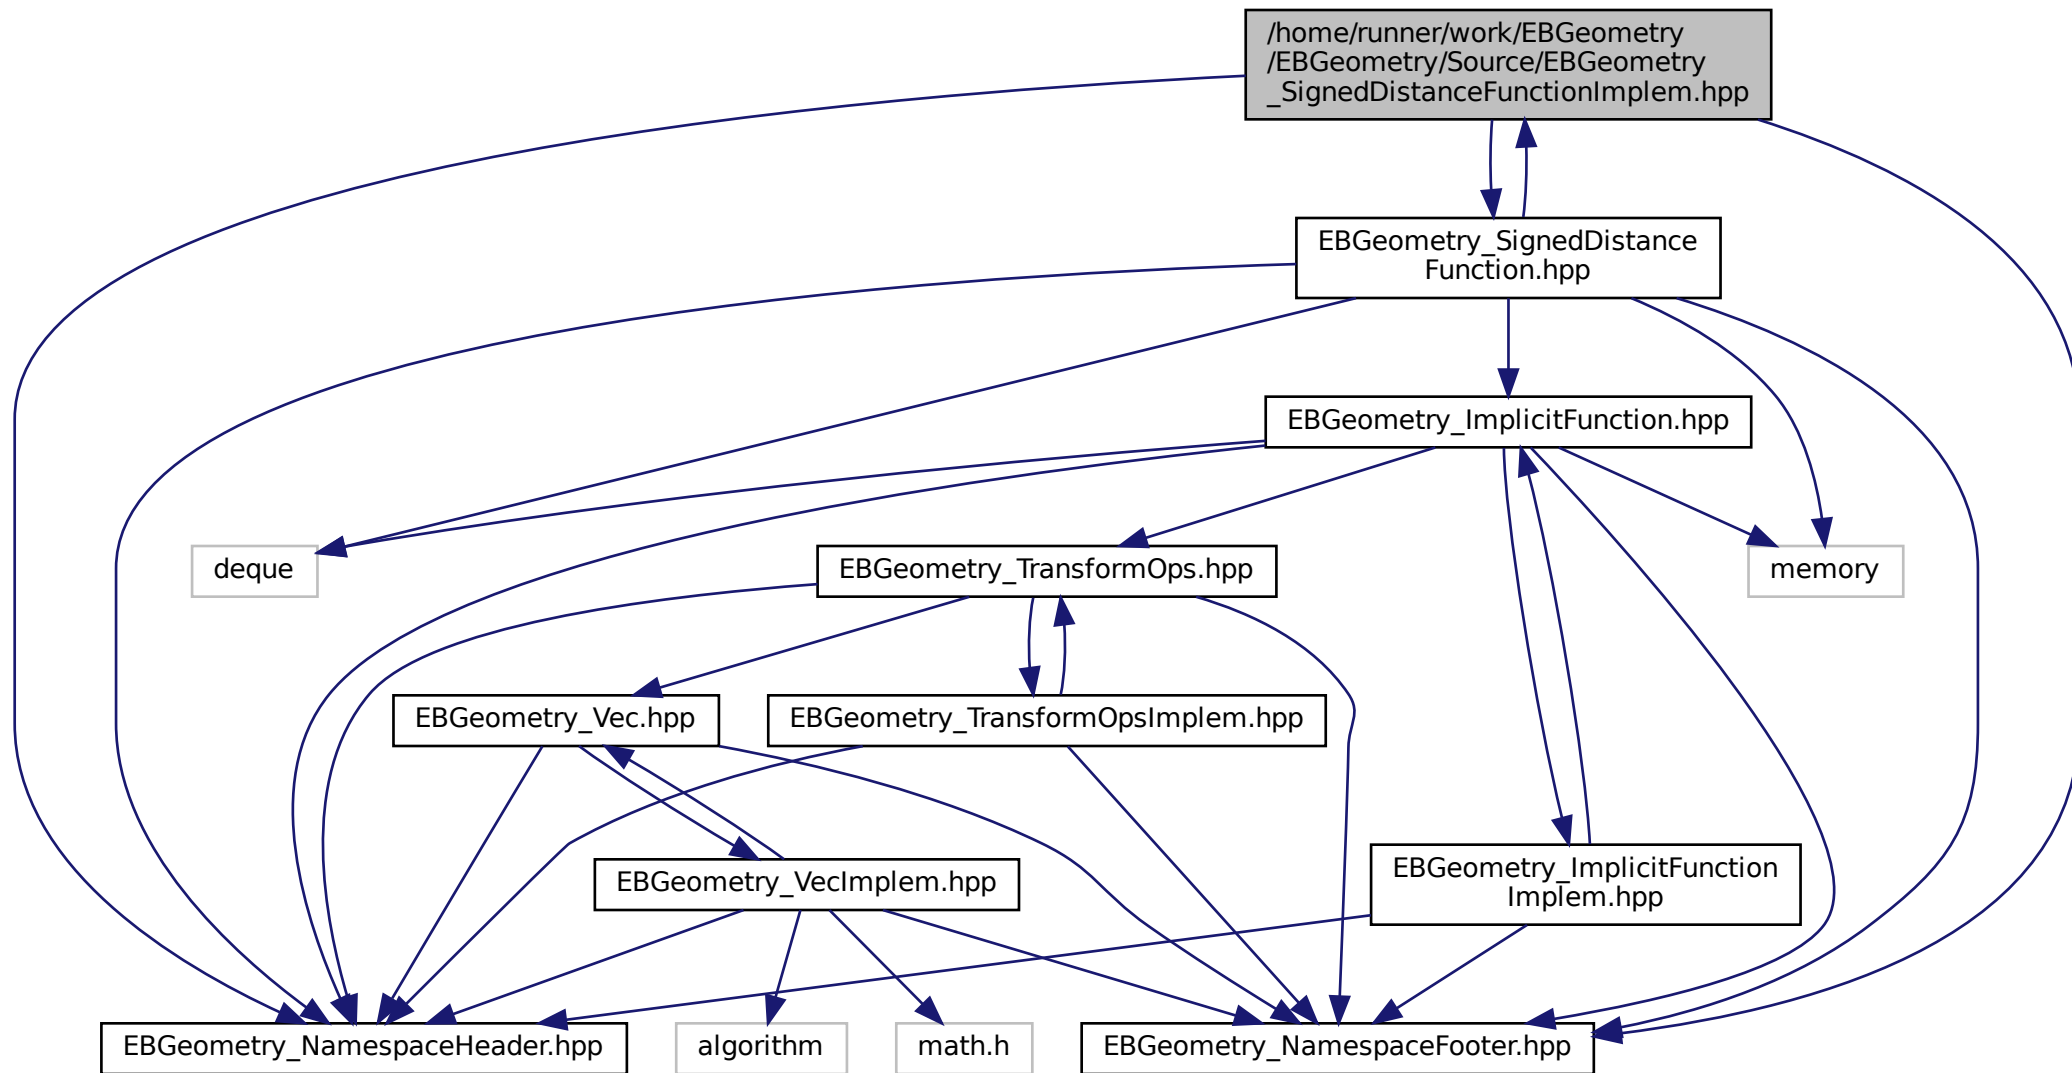 /home/runner/work/EBGeometry
/EBGeometry/Source/EBGeometry
_SignedDistanceFunctionImplem.hpp
EBGeometry_SignedDistance
Function.hpp
EBGeometry_ImplicitFunction.hpp
deque
EBGeometry_TransformOps.hpp
memory
EBGeometry_Vec.hpp
EBGeometry_TransformOpsImplem.hpp
EBGeometry_VecImplem.hpp
EBGeometry_ImplicitFunction
Implem.hpp
EBGeometry_NamespaceHeader.hpp
algorithm
math.h
EBGeometry_NamespaceFooter.hpp